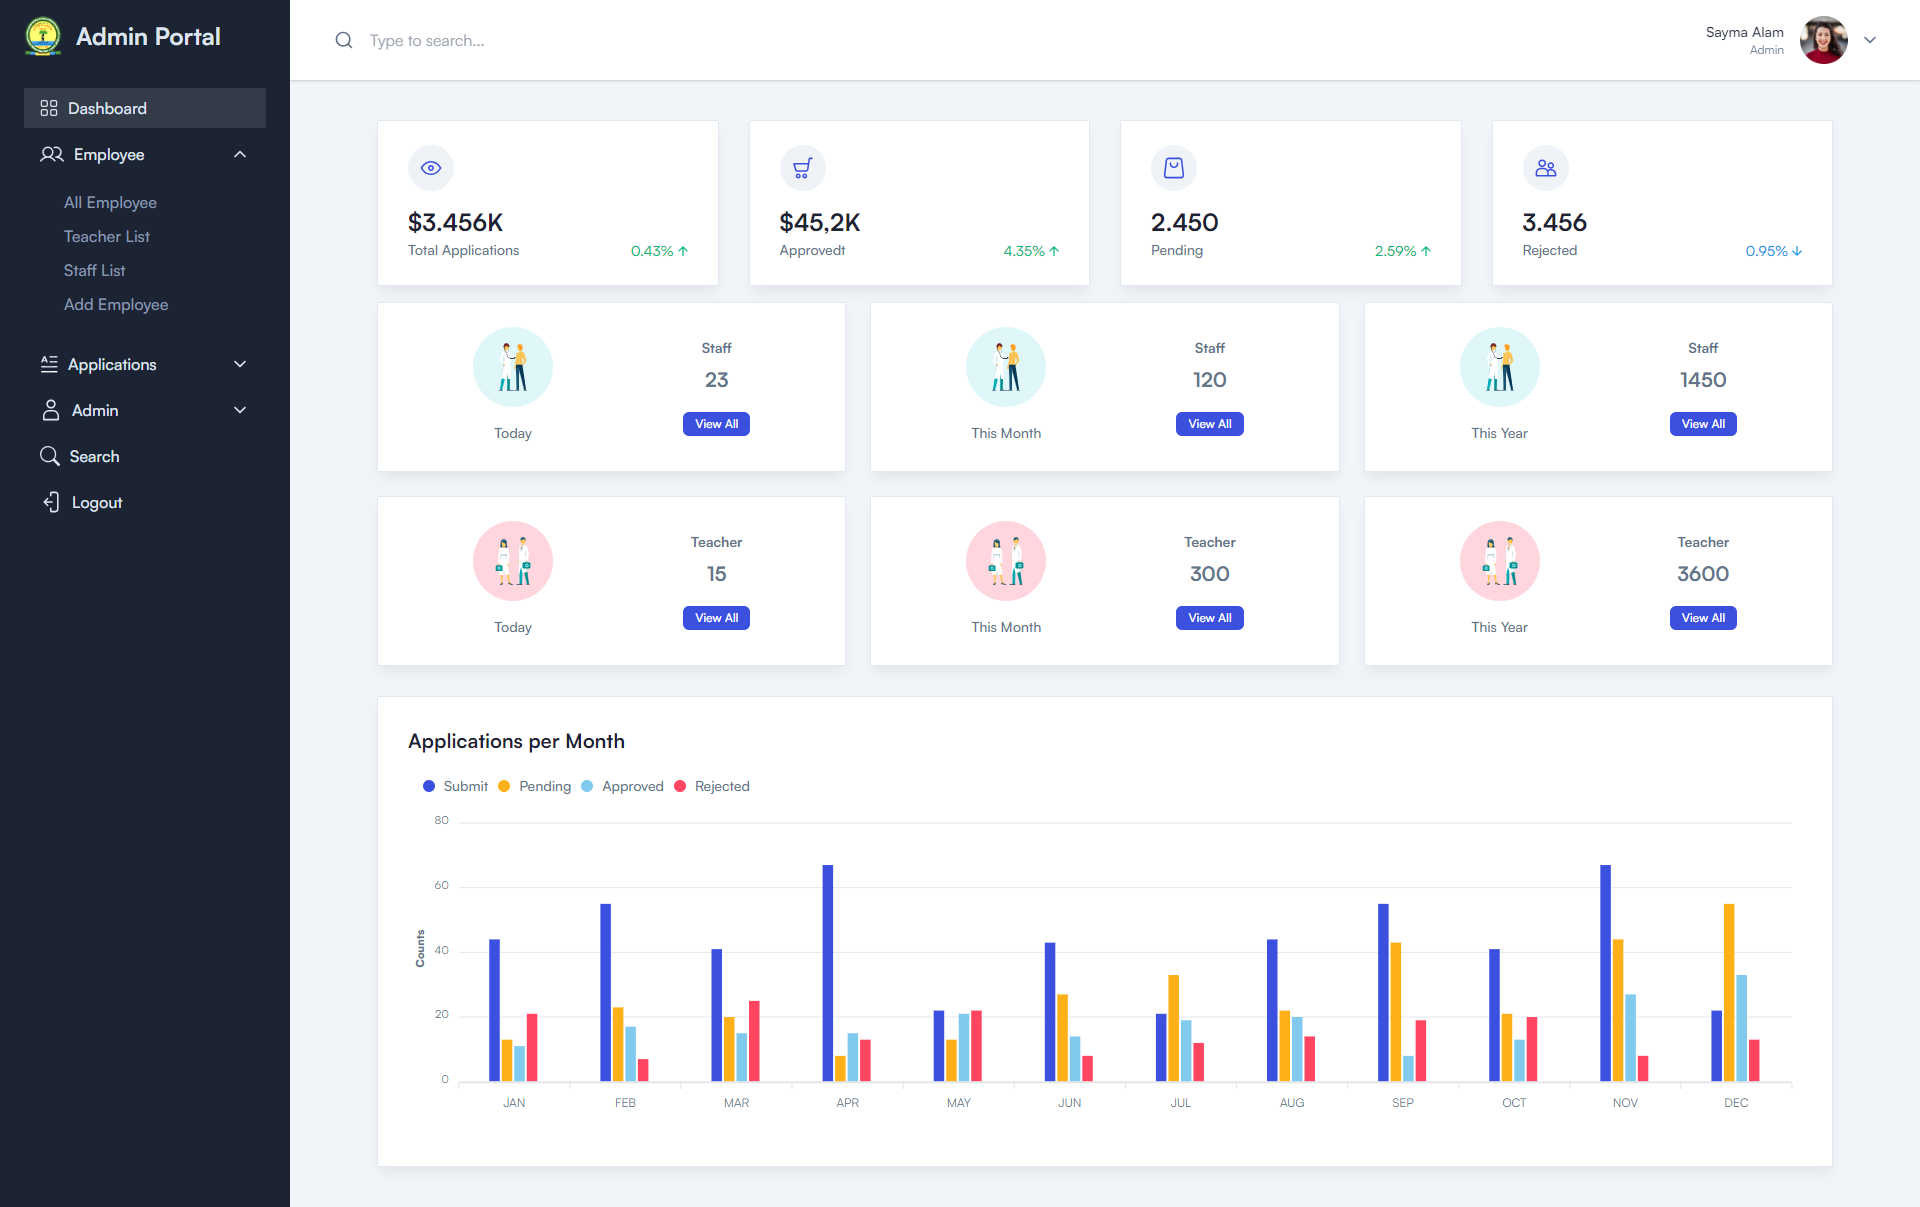 Admin Portal
Type to search...
Sayma Alam
Admin
Dashboard
Employee
All Employee
Teacher List
Staff List
Add Employee
Applications
Admin
Search
Logout
$3.456K
Total Applications
0.43%
$45,2K
Approvedt
4.35%
2.450
Pending
2.59%
3.456
Rejected
0.95%
Today
Staff
23
View All
This Month
Staff
120
View All
This Year
Staff
1450
View All
Today
Teacher
15
View All
This Month
Teacher
300
View All
This Year
Teacher
3600
View All
Applications per Month
Submit Pending Approved Rejected
Counts
80
60
40
20
0
JAN FEB MAR APR MAY JUN JUL AUG SEP OCT NOV DEC